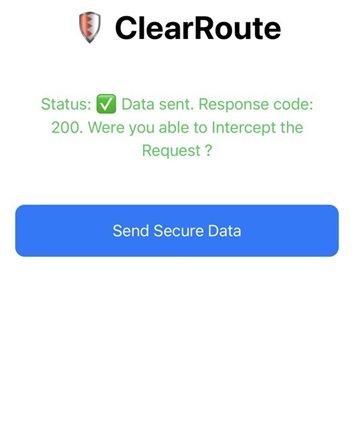 ClearRoute
Status: ✅ Data sent. Response code:
200. Were you able to Intercept the
Request ?
Send Secure Data